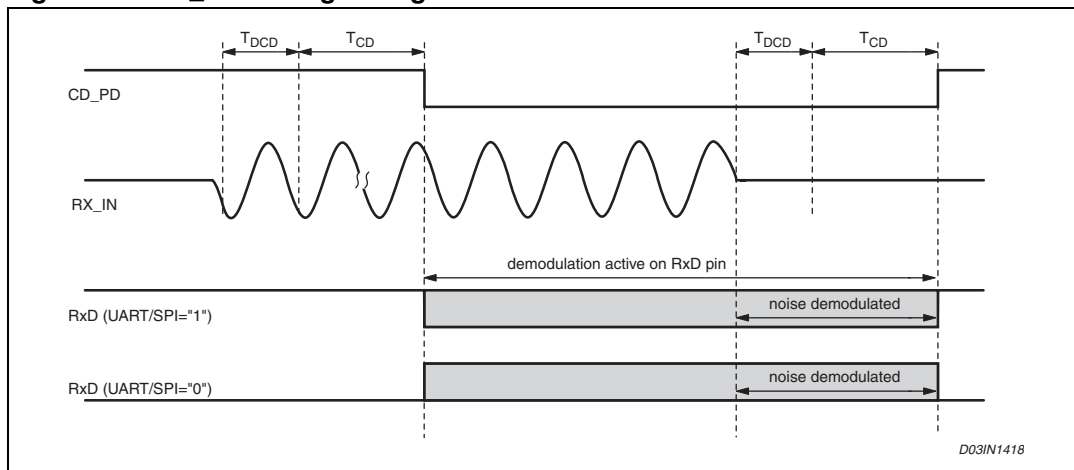 T_DCD T_CD T_DCD T_CD
CD_PD
RX_IN
demodulation active on RxD pin
noise demodulated
RxD (UART/SPI="1")
noise demodulated
RxD (UART/SPI="0")
D03IN1418